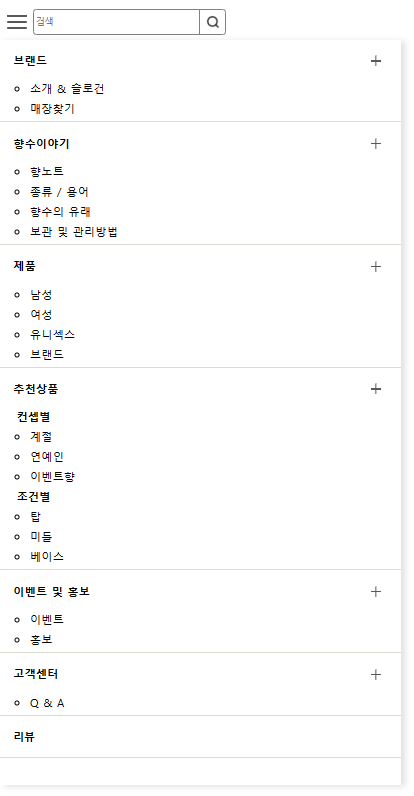 검색
브랜드
소개 & 슬로건
매장찾기
향수이야기
향노트
종류 / 용어
향수의 유래
보관 및 관리방법
제품
남성
여성
유니섹스
브랜드
추천상품
컨셉별
계절
연예인
이벤트향
조건별
탑
미들
베이스
이벤트 및 홍보
이벤트
홍보
고객센터
Q & A
리뷰